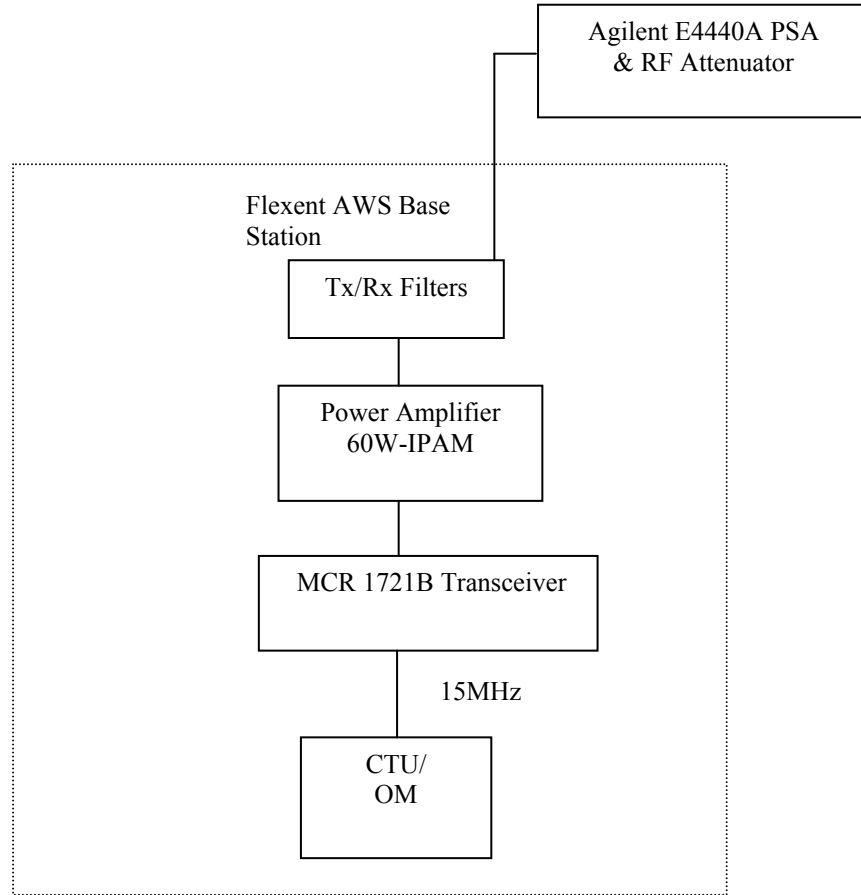 Agilent E4440A PSA
& RF Attenuator
Flexent AWS Base
Station
Tx/Rx Filters
Power Amplifier
60W-IPAM
MCR 1721B Transceiver
15MHz
CTU/
OM